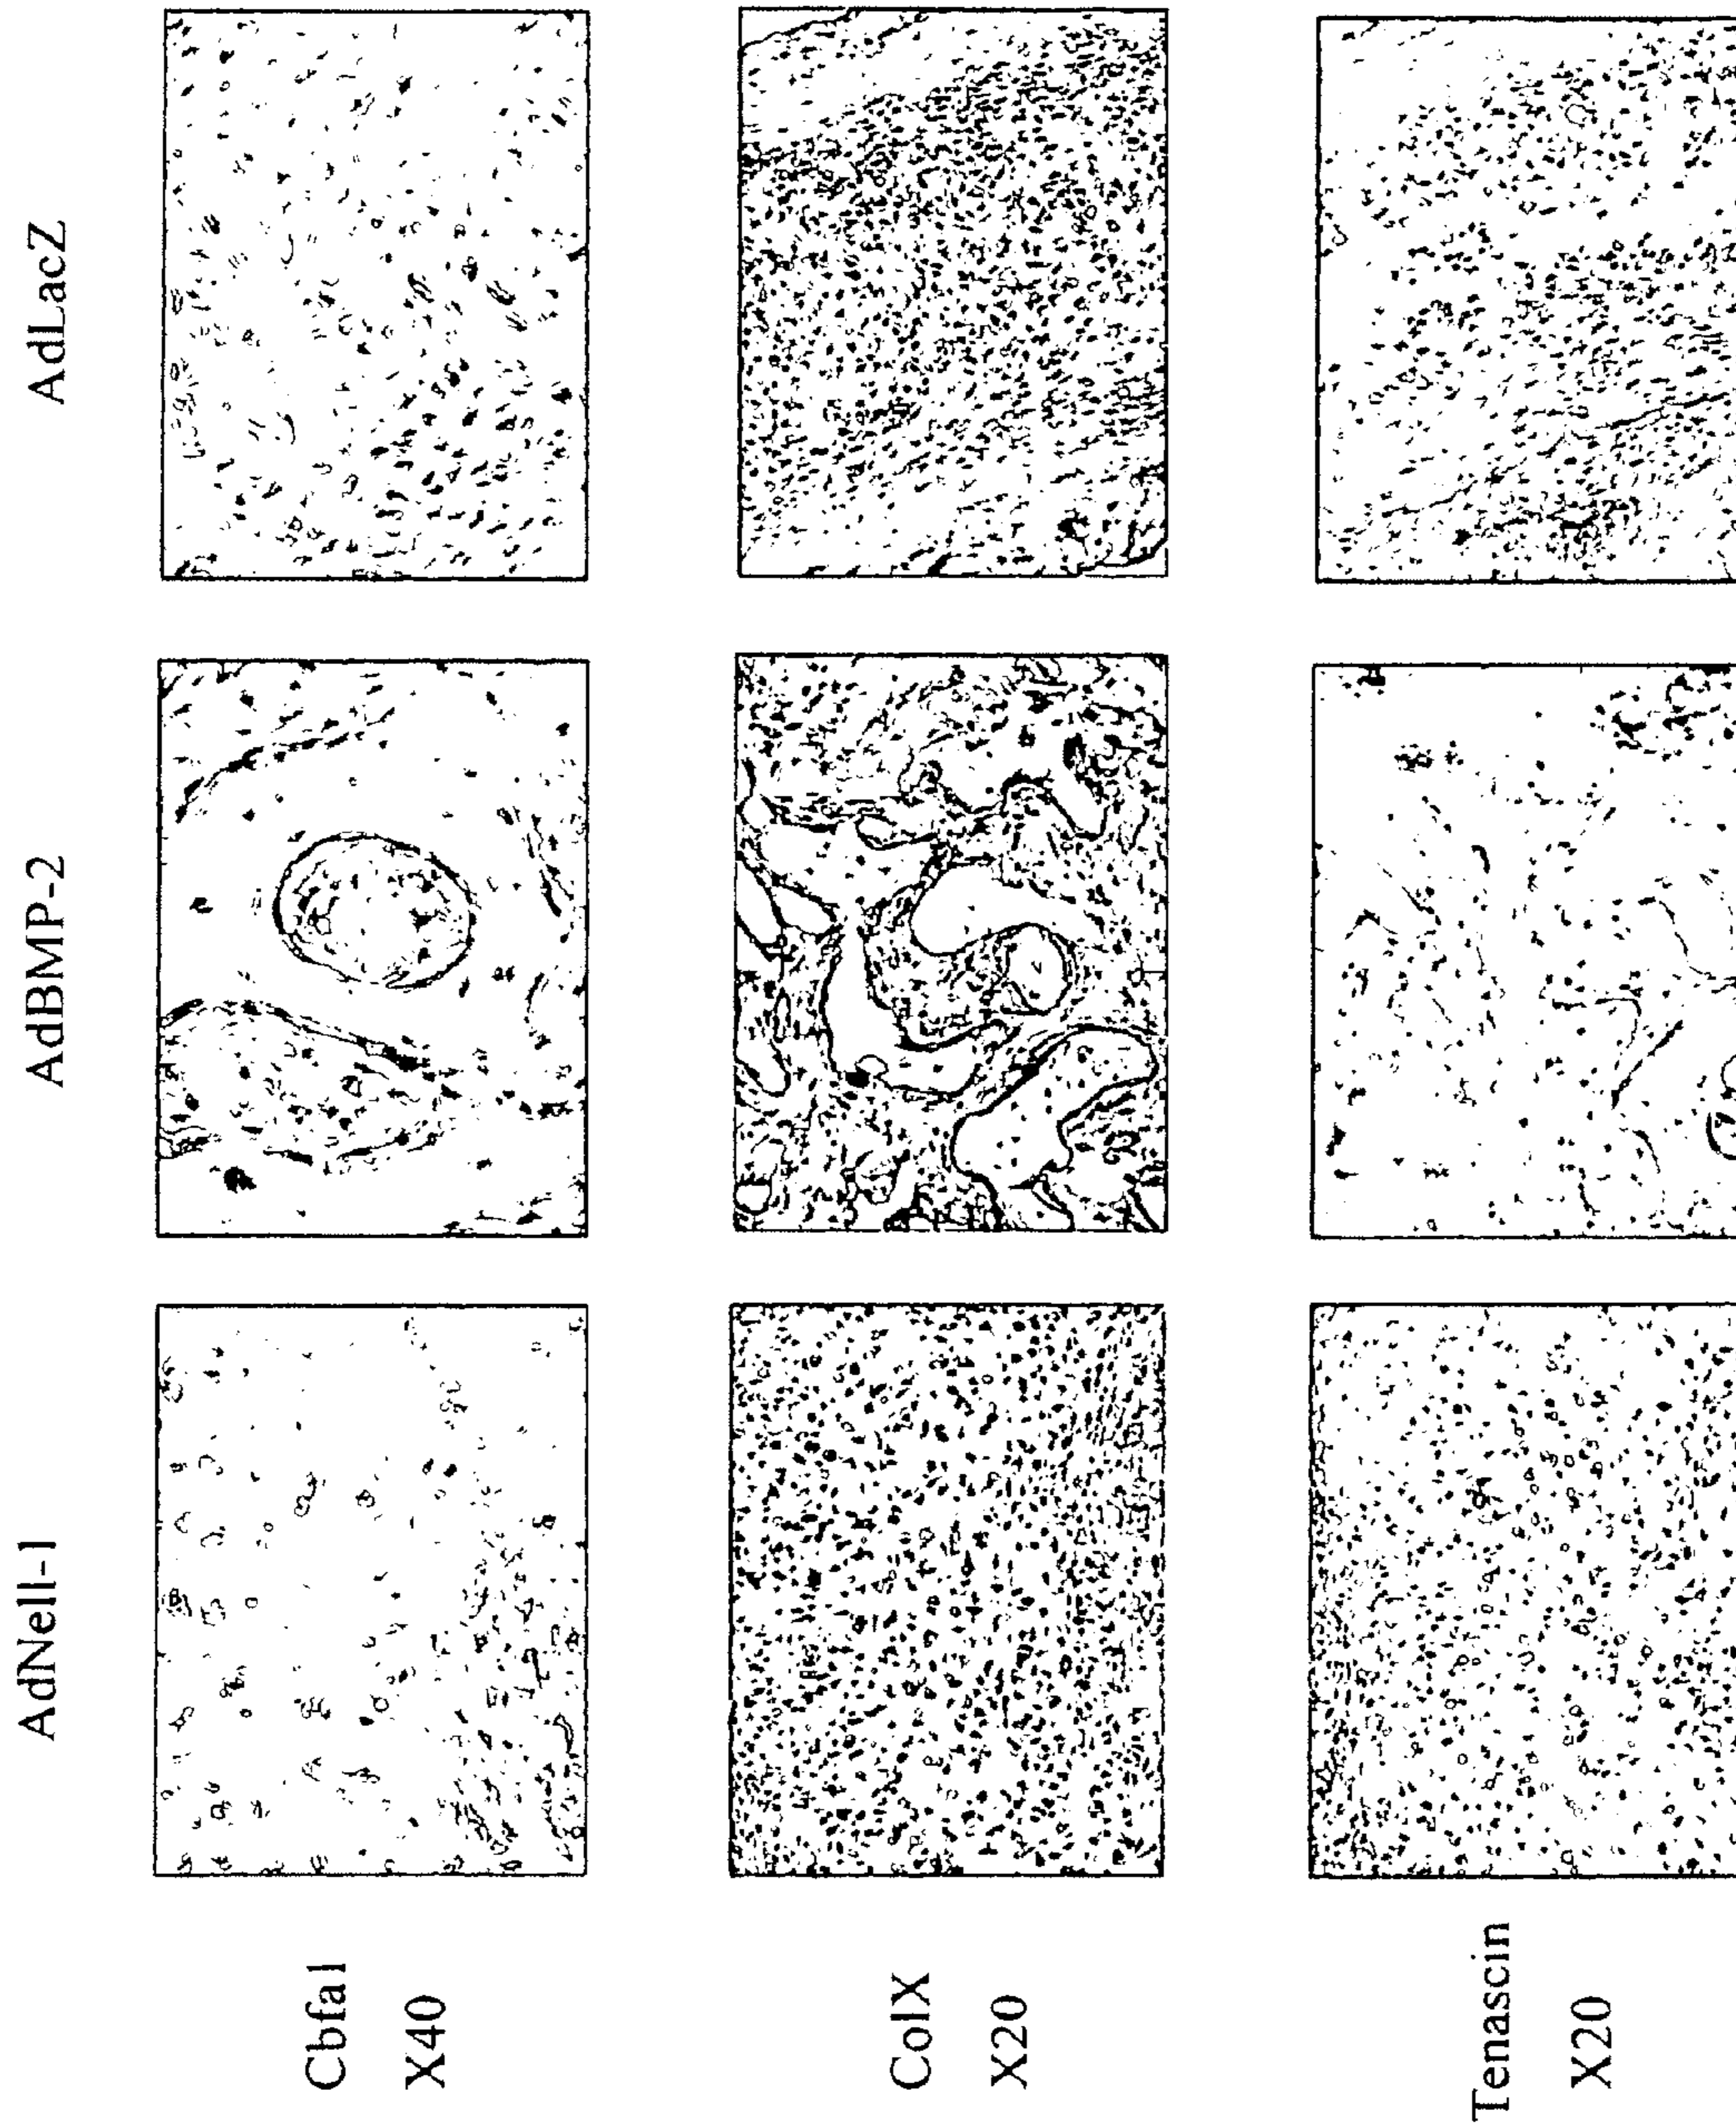 AdNell-1 AdBMP-2 AdLacZ
Cbfa1
X40
ColX
X20
Tenascin
X20